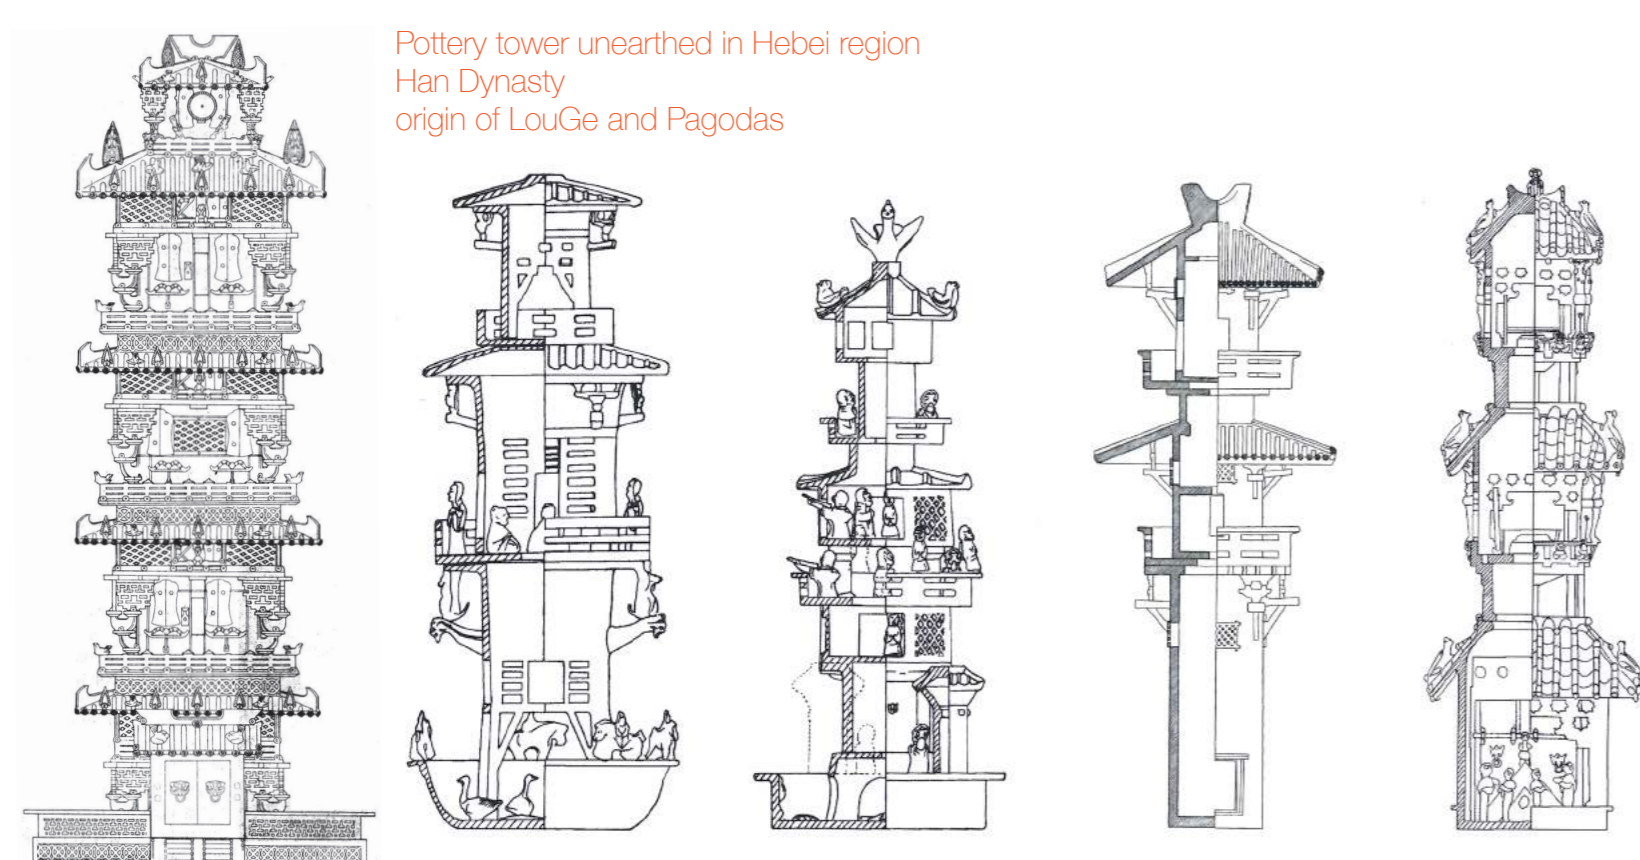 Pottery tower unearthed in Hebei region
Han Dynasty
origin of LouGe and Pagodas